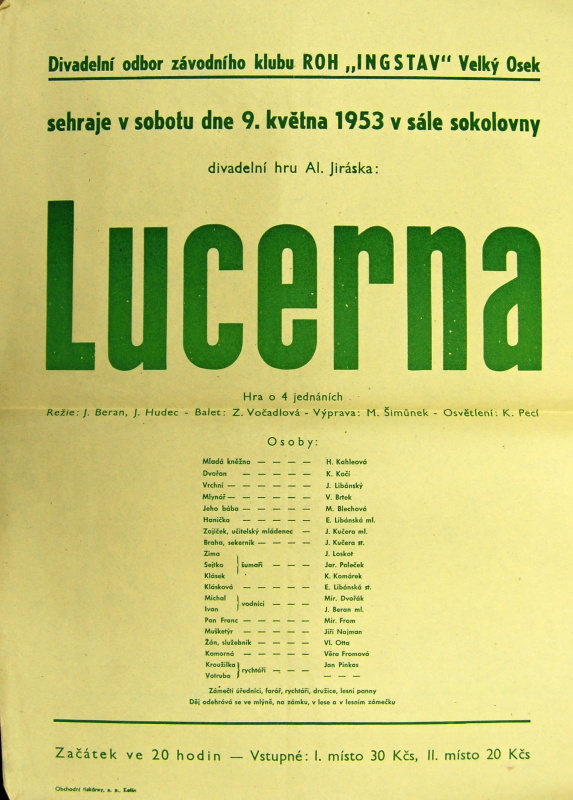 Divadelní odbor závodního klubu ROH „INGSTAV" Velký Osek
sehraje v sobotu dne 9. května 1953 v sále sokolovny
divadelní hru Al. Jiráska:
Lucerna
Hra o 4 jednáních
Režie: J. Beran, J. Hudec - Balet: Z. Vočadlová - Výprava: M. Šimůnek - Osvětlení: K. Pecí
Osoby:
Mladá kněžna — — — — H. Kahleová
Dvořan — — — — — K. Kočí
Vrchní — — — — — J. Libánský
Mlynář — — — — — V. Brtek
Jeho bába — — — — M. Blechová
Hanička — — — — E. Libánská ml.
Zajíček, učitelský mládenec — J. Kučera ml.
Braha, sekerník — — — — J. Kučera st.
Zima J. Loskot
Sejtko } šumaři — — — Jar. Paleček
Klásek K. Komárek
Klásková — — — — — E. Libánská st.
Michal } vodníci — — — Mir. Dvořák
Ivan J. Beran ml.
Pan Franc — — — — Mir. From
Mušketýr — — — — Jiří Najman
Žán, služebník — — — — Vl. Otta
Komorná — — — — Věra Fromová
Kroužilka } rychtáři — — — Jan Pinkas
Votruba — — —
Zámečtí úředníci, farář, rychtáři, družice, lesní panny
Děj odehrává se ve mlýně, na zámku, v lese a v lesním zámečku
Začátek ve 20 hodin — Vstupné: I. místo 30 Kčs, II. místo 20 Kčs
Obchodní tiskárny, n. p., Kolín